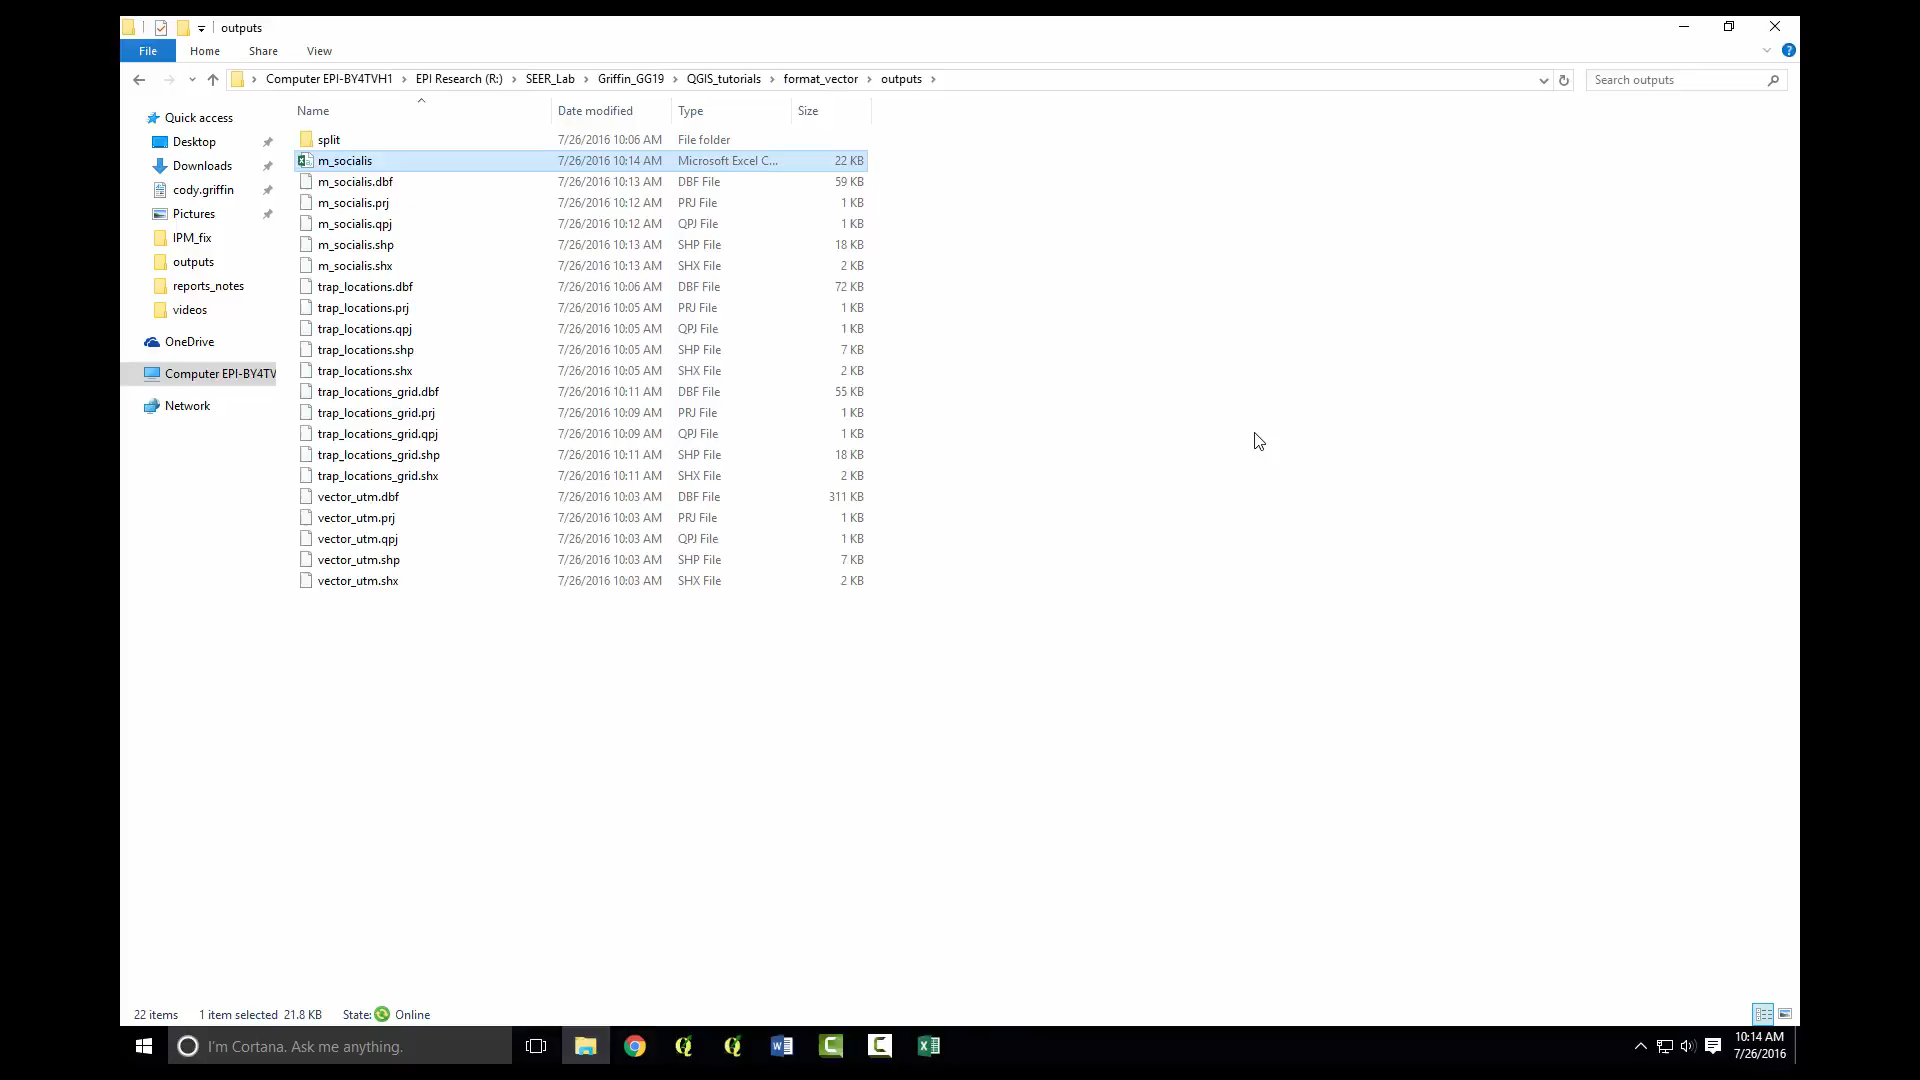 outputs
File Home Share View
Computer EPI-BY4TVH1 EPI Research (R:) SEER_Lab Griffin_GG19 QGIS_tutorials format_vector outputs
Search outputs
Name Date modified Type Size
Quick access
Desktop
Downloads
cody.griffin
Pictures
IPM_fix
outputs
reports_notes
videos
OneDrive
Computer EPI-BY4TV
Network
split 7/26/2016 10:06 AM File folder
m_socialis 7/26/2016 10:14 AM Microsoft Excel C... 22 KB
m_socialis.dbf 7/26/2016 10:13 AM DBF File 59 KB
m_socialis.prj 7/26/2016 10:12 AM PRJ File 1 KB
m_socialis.qpj 7/26/2016 10:12 AM QPJ File 1 KB
m_socialis.shp 7/26/2016 10:13 AM SHP File 18 KB
m_socialis.shx 7/26/2016 10:13 AM SHX File 2 KB
trap_locations.dbf 7/26/2016 10:06 AM DBF File 72 KB
trap_locations.prj 7/26/2016 10:05 AM PRJ File 1 KB
trap_locations.qpj 7/26/2016 10:05 AM QPJ File 1 KB
trap_locations.shp 7/26/2016 10:05 AM SHP File 7 KB
trap_locations.shx 7/26/2016 10:05 AM SHX File 2 KB
trap_locations_grid.dbf 7/26/2016 10:11 AM DBF File 55 KB
trap_locations_grid.prj 7/26/2016 10:09 AM PRJ File 1 KB
trap_locations_grid.qpj 7/26/2016 10:09 AM QPJ File 1 KB
trap_locations_grid.shp 7/26/2016 10:11 AM SHP File 18 KB
trap_locations_grid.shx 7/26/2016 10:11 AM SHX File 2 KB
vector_utm.dbf 7/26/2016 10:03 AM DBF File 311 KB
vector_utm.prj 7/26/2016 10:03 AM PRJ File 1 KB
vector_utm.qpj 7/26/2016 10:03 AM QPJ File 1 KB
vector_utm.shp 7/26/2016 10:03 AM SHP File 7 KB
vector_utm.shx 7/26/2016 10:03 AM SHX File 2 KB
22 items 1 item selected 21.8 KB State: Online
I'm Cortana. Ask me anything.
10:14 AM
7/26/2016